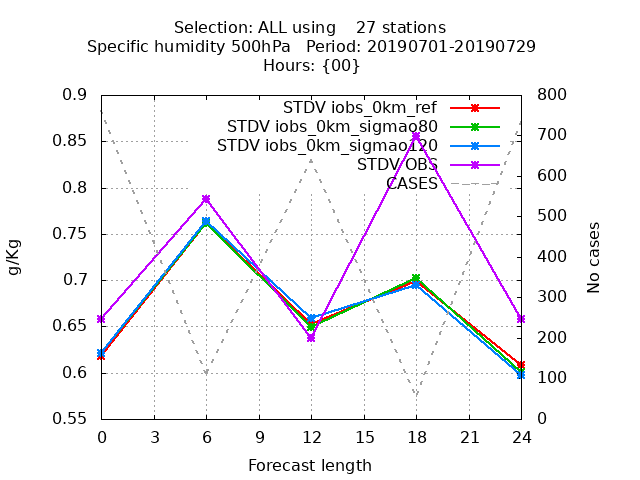 Selection: ALL using    27 stations
Specific humidity 500hPa   Period: 20190701-20190729
Hours: {00}
STDV iobs_0km_ref
STDV iobs_0km_sigmao80
STDV iobs_0km_sigmao120
STDV OBS
CASES
0.9
0.85
0.8
0.75
0.7
0.65
0.6
0.55
g/Kg
800
700
600
500
400
300
200
100
0
No cases
0 3 6 9 12 15 18 21 24
Forecast length